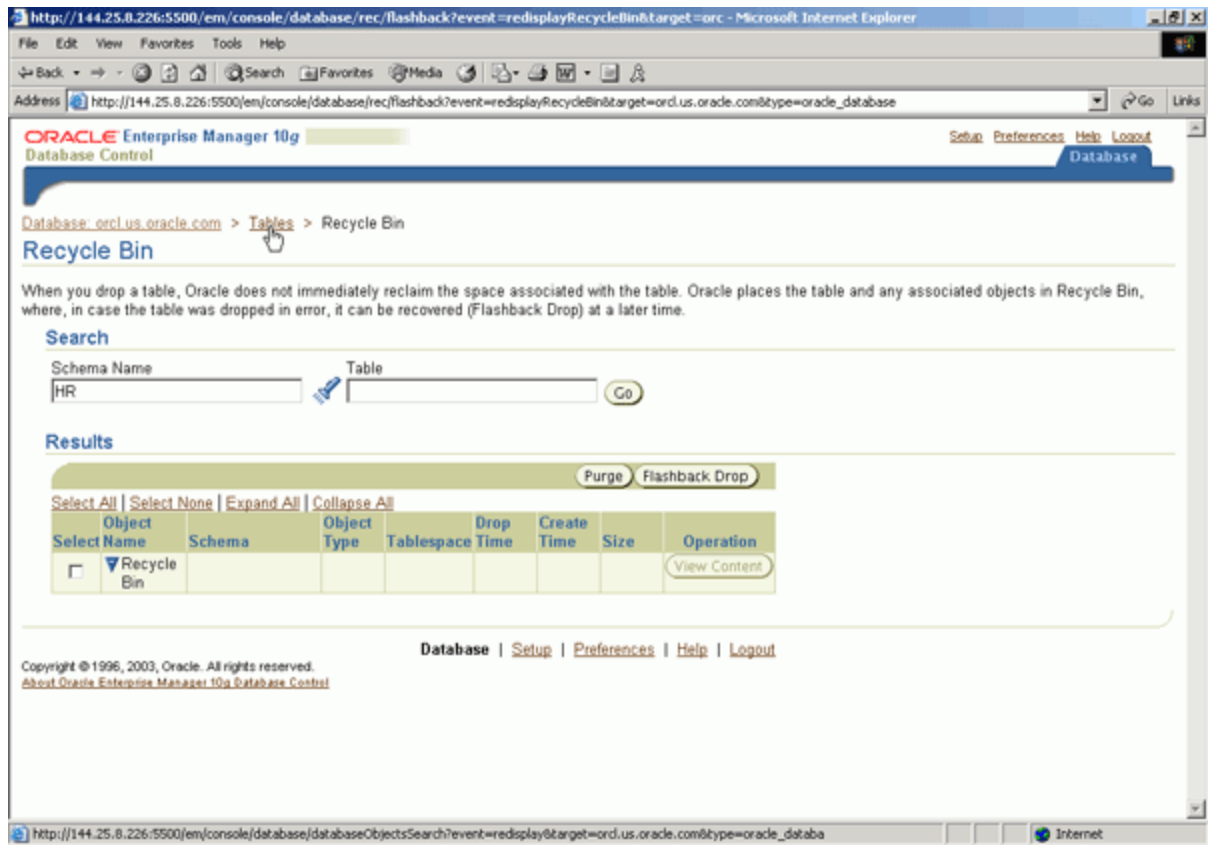 http://144.25.8.226:5500/em/console/database/rec/flashback?event=redisplayRecycleBin&target=orc - Microsoft Internet Explorer
File Edit View Favorites Tools Help
Back Search Favorites Media
Address http://144.25.8.226:5500/em/console/database/rec/flashback?event=redisplayRecycleBin&target=orcl.us.oracle.com&type=oracle_database Go Links
ORACLE Enterprise Manager 10g
Database Control
Setup Preferences Help Logout
Database
Database: orcl.us.oracle.com > Tables > Recycle Bin
Recycle Bin
When you drop a table, Oracle does not immediately reclaim the space associated with the table. Oracle places the table and any associated objects in Recycle Bin,
where, in case the table was dropped in error, it can be recovered (Flashback Drop) at a later time.
Search
Schema Name Table
HR Go
Results
Purge Flashback Drop
Select All | Select None | Expand All | Collapse All
Select Object Name Schema Object Type Tablespace Drop Time Create Time Size Operation
Recycle Bin View Content
Database | Setup | Preferences | Help | Logout
Copyright © 1996, 2003, Oracle. All rights reserved.
About Oracle Enterprise Manager 10g Database Control
http://144.25.8.226:5500/em/console/database/databaseObjectsSearch?event=redisplay&target=orcl.us.oracle.com&type=oracle_databa Internet